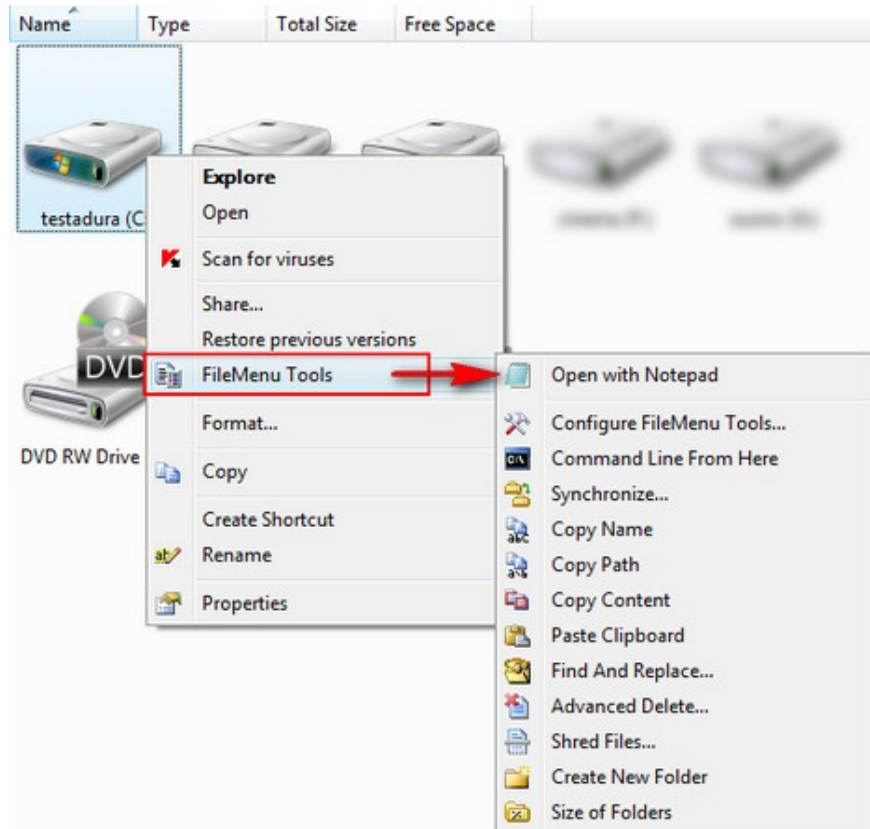 Name Type Total Size Free Space
testadura (C
Explore
Open
Scan for viruses
Share...
Restore previous versions
FileMenu Tools
Format...
Copy
Create Shortcut
Rename
Properties
DVD
DVD RW Drive
Open with Notepad
Configure FileMenu Tools...
Command Line From Here
Synchronize...
Copy Name
Copy Path
Copy Content
Paste Clipboard
Find And Replace...
Advanced Delete...
Shred Files...
Create New Folder
Size of Folders